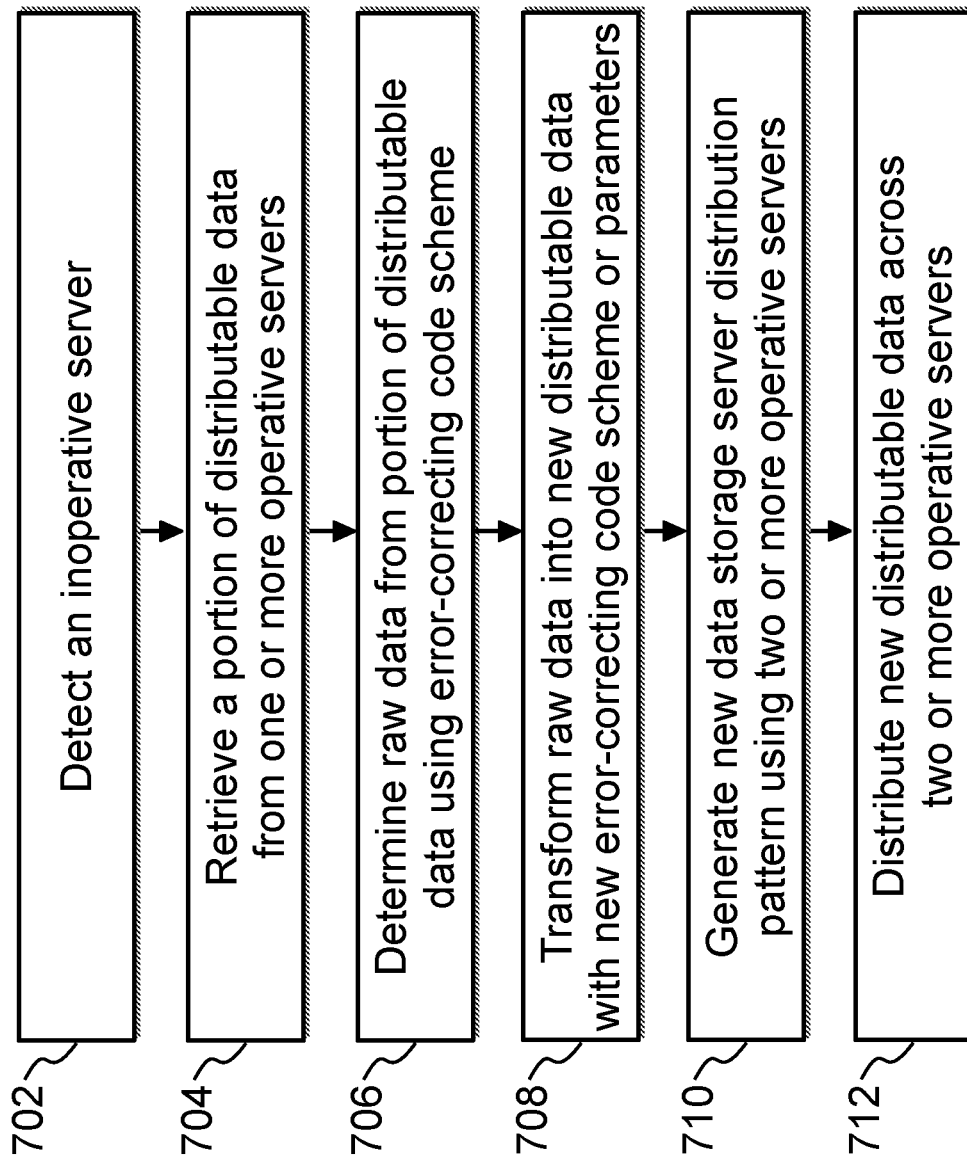 702
Detect an inoperative server
704
Retrieve a portion of distributable data
from one or more operative servers
706
Determine raw data from portion of distributable
data using error-correcting code scheme
708
Transform raw data into new distributable data
with new error-correcting code scheme or parameters
710
Generate new data storage server distribution
pattern using two or more operative servers
712
Distribute new distributable data across
two or more operative servers